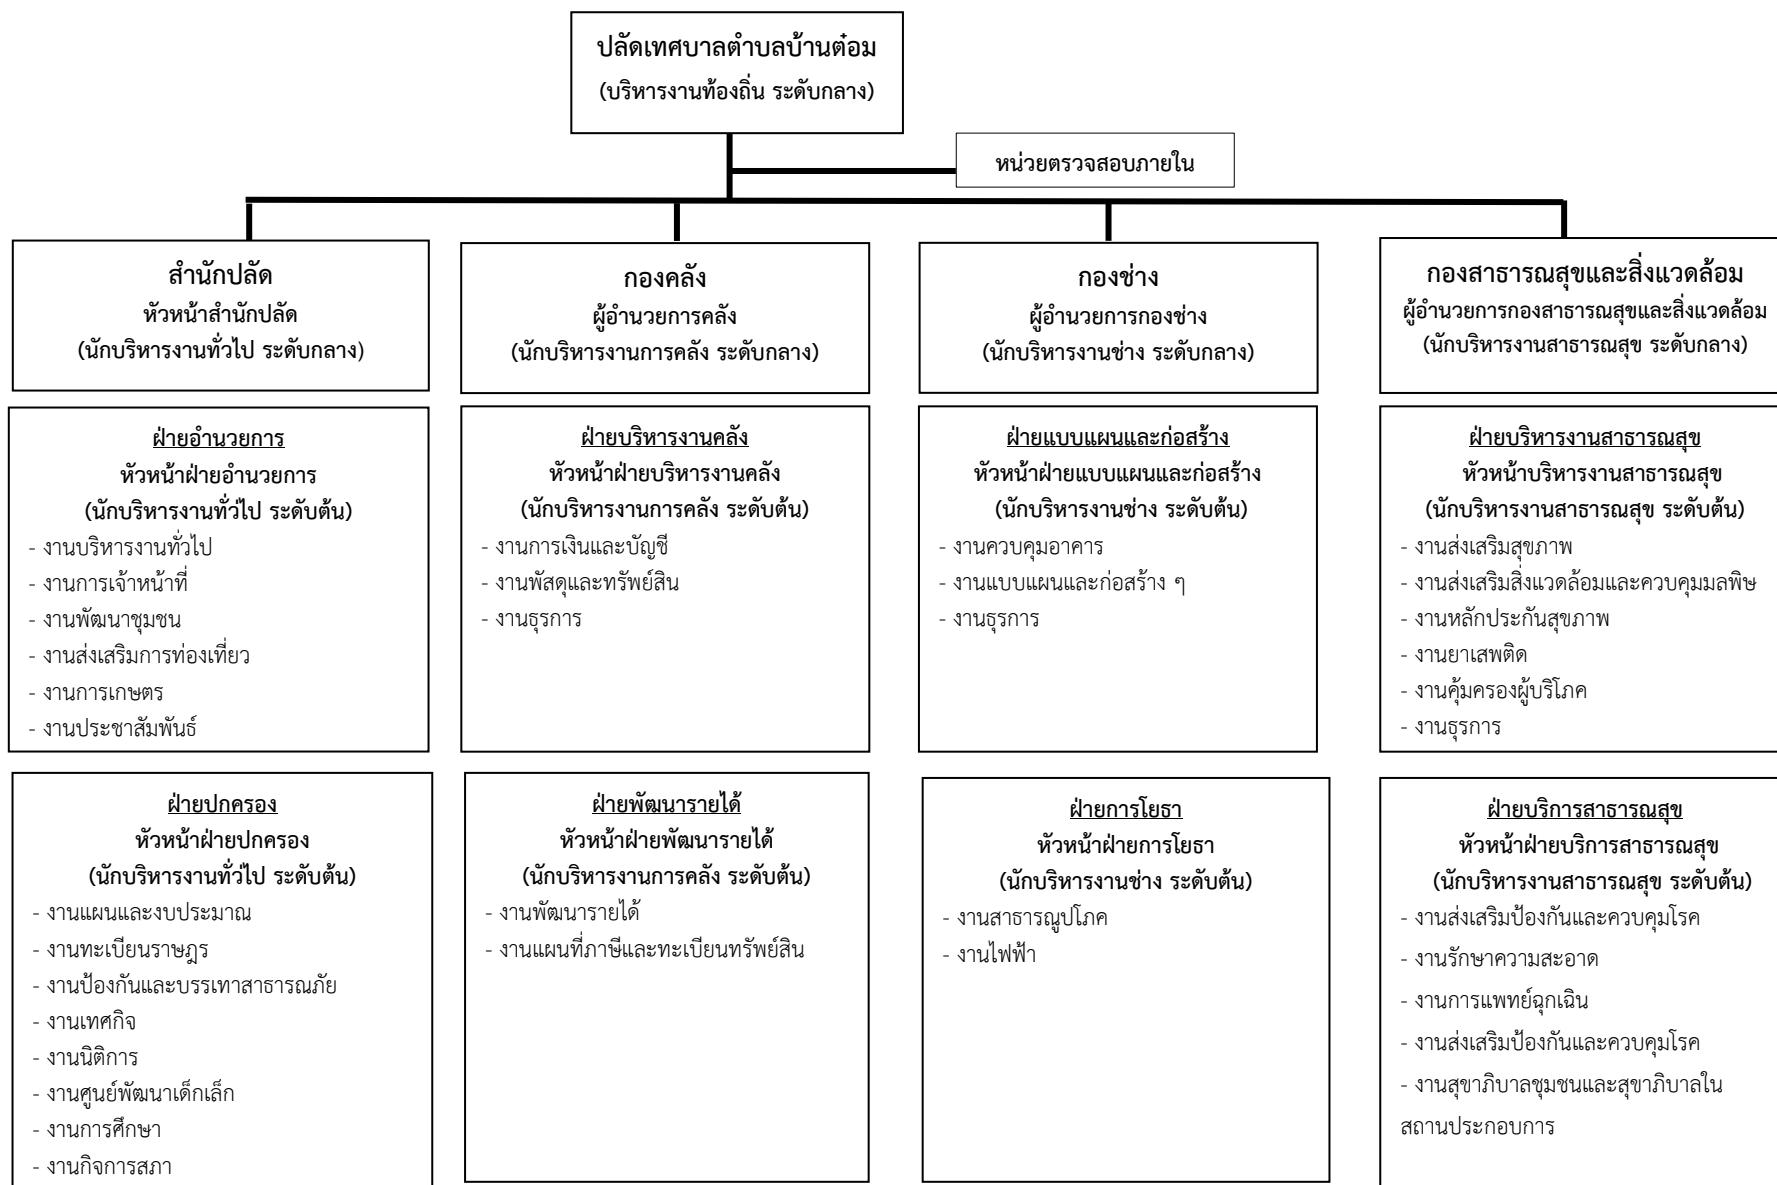 ปลัดเทศบาลตำบลบ้านต๋อม
(บริหารงานท้องถิ่น ระดับกลาง)
หน่วยตรวจสอบภายใน
สำนักปลัด
หัวหน้าสำนักปลัด
(นักบริหารงานทั่วไป ระดับกลาง)
กองคลัง
ผู้อำนวยการคลัง
(นักบริหารงานการคลัง ระดับกลาง)
กองช่าง
ผู้อำนวยการกองช่าง
(นักบริหารงานช่าง ระดับกลาง)
กองสาธารณสุขและสิ่งแวดล้อม
ผู้อำนวยการกองสาธารณสุขและสิ่งแวดล้อม
(นักบริหารงานสาธารณสุข ระดับกลาง)
ฝ่ายอำนวยการ
หัวหน้าฝ่ายอำนวยการ
(นักบริหารงานทั่วไป ระดับต้น)
- งานบริหารงานทั่วไป
- งานการเจ้าหน้าที่
- งานพัฒนาชุมชน
- งานส่งเสริมการท่องเที่ยว
- งานการเกษตร
- งานประชาสัมพันธ์
ฝ่ายบริหารงานคลัง
หัวหน้าฝ่ายบริหารงานคลัง
(นักบริหารงานการคลัง ระดับต้น)
- งานการเงินและบัญชี
- งานพัสดุและทรัพย์สิน
- งานธุรการ
ฝ่ายแบบแผนและก่อสร้าง
หัวหน้าฝ่ายแบบแผนและก่อสร้าง
(นักบริหารงานช่าง ระดับต้น)
- งานควบคุมอาคาร
- งานแบบแผนและก่อสร้าง ๆ
- งานธุรการ
ฝ่ายบริหารงานสาธารณสุข
หัวหน้าบริหารงานสาธารณสุข
(นักบริหารงานสาธารณสุข ระดับต้น)
- งานส่งเสริมสุขภาพ
- งานส่งเสริมสิ่งแวดล้อมและควบคุมมลพิษ
- งานหลักประกันสุขภาพ
- งานยาเสพติด
- งานคุ้มครองผู้บริโภค
- งานธุรการ
ฝ่ายปกครอง
หัวหน้าฝ่ายปกครอง
(นักบริหารงานทั่วไป ระดับต้น)
- งานแผนและงบประมาณ
- งานทะเบียนราษฎร
- งานป้องกันและบรรเทาสาธารณภัย
- งานเทศกิจ
- งานนิติการ
- งานศูนย์พัฒนาเด็กเล็ก
- งานการศึกษา
- งานกิจการสภา
ฝ่ายพัฒนารายได้
หัวหน้าฝ่ายพัฒนารายได้
(นักบริหารงานการคลัง ระดับต้น)
- งานพัฒนารายได้
- งานแผนที่ภาษีและทะเบียนทรัพย์สิน
ฝ่ายการโยธา
หัวหน้าฝ่ายการโยธา
(นักบริหารงานช่าง ระดับต้น)
- งานสาธารณูปโภค
- งานไฟฟ้า
ฝ่ายบริการสาธารณสุข
หัวหน้าฝ่ายบริการสาธารณสุข
(นักบริหารงานสาธารณสุข ระดับต้น)
- งานส่งเสริมป้องกันและควบคุมโรค
- งานรักษาความสะอาด
- งานการแพทย์ฉุกเฉิน
- งานส่งเสริมป้องกันและควบคุมโรค
- งานสุขาภิบาลชุมชนและสุขาภิบาลใน
สถานประกอบการ